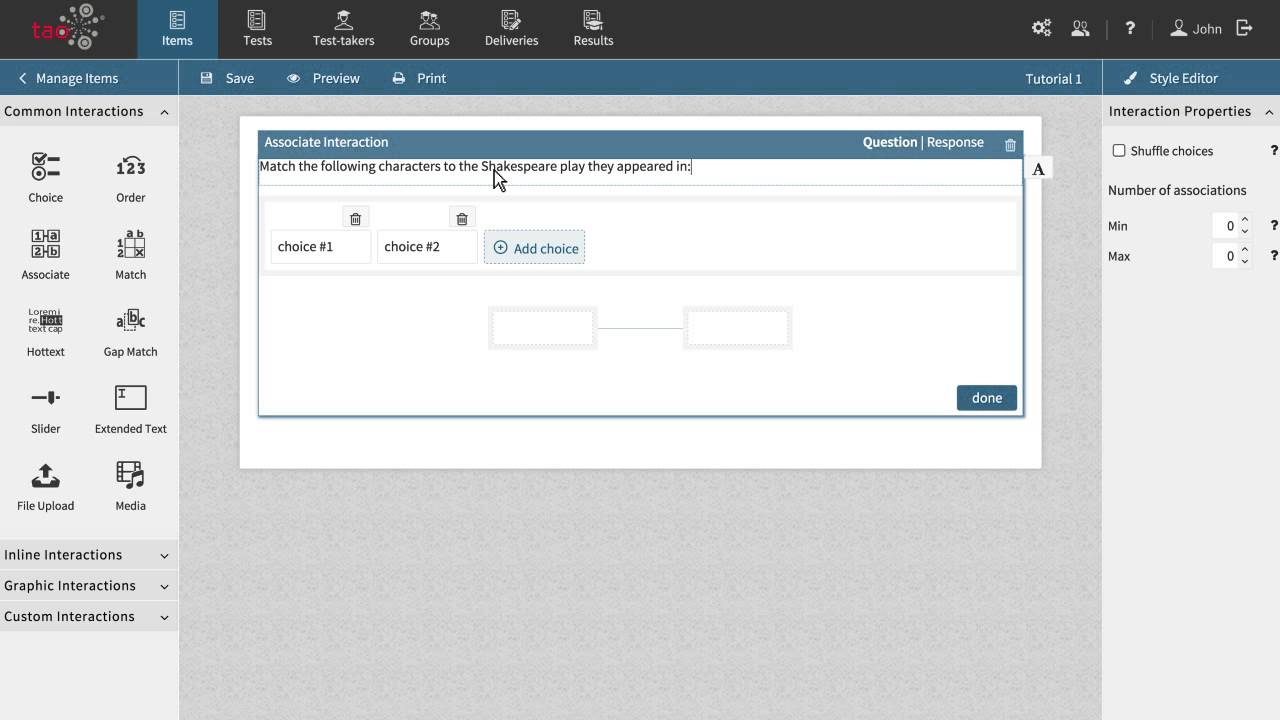 tao
Items
Tests
Test-takers
Groups
Deliveries
Results
?
John
Manage Items
Save
Preview
Print
Tutorial 1
Style Editor
Common Interactions
Choice
Order
Associate
Match
Hottext
Gap Match
Slider
Extended Text
File Upload
Media
Inline Interactions
Graphic Interactions
Custom Interactions
Associate Interaction
Question | Response
Match the following characters to the Shakespeare play they appeared in:
A
choice #1
choice #2
Add choice
done
Interaction Properties
Shuffle choices ?
Number of associations
Min 0 ?
Max 0 ?